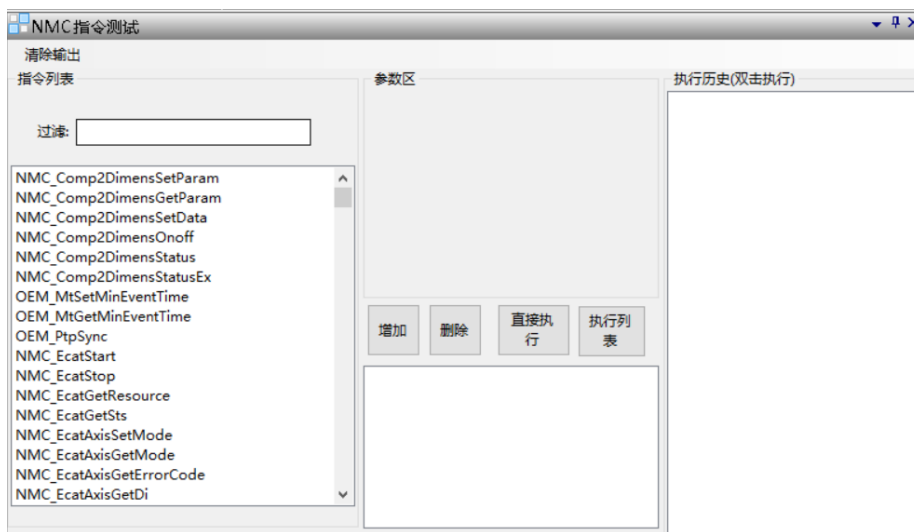 NMC指令测试
清除输出
指令列表
过滤:
NMC_Comp2DimensSetParam
NMC_Comp2DimensGetParam
NMC_Comp2DimensSetData
NMC_Comp2DimensOnoff
NMC_Comp2DimensStatus
NMC_Comp2DimensStatusEx
OEM_MtSetMinEventTime
OEM_MtGetMinEventTime
OEM_PtpSync
NMC_EcatStart
NMC_EcatStop
NMC_EcatGetResource
NMC_EcatGetSts
NMC_EcatAxisSetMode
NMC_EcatAxisGetMode
NMC_EcatAxisGetErrorCode
NMC_EcatAxisGetDi
参数区
增加
删除
直接执
行
执行列
表
执行历史(双击执行)